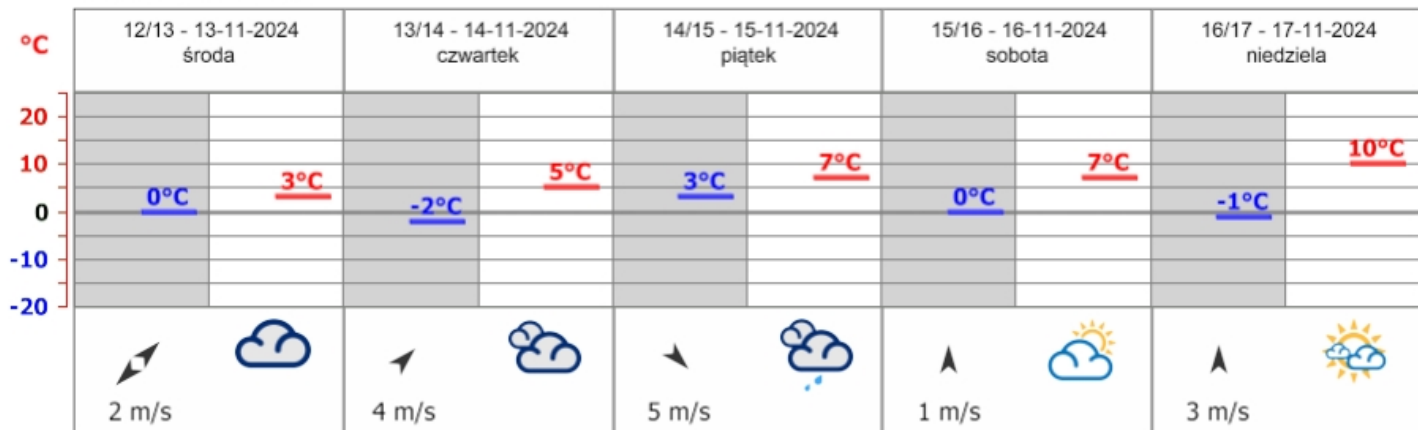 °C
12/13 - 13-11-2024
środa
13/14 - 14-11-2024
czwartek
14/15 - 15-11-2024
piątek
15/16 - 16-11-2024
sobota
16/17 - 17-11-2024
niedziela
20
10
0
-10
-20
0°C
3°C
-2°C
5°C
3°C
7°C
0°C
7°C
-1°C
10°C
2 m/s
4 m/s
5 m/s
1 m/s
3 m/s